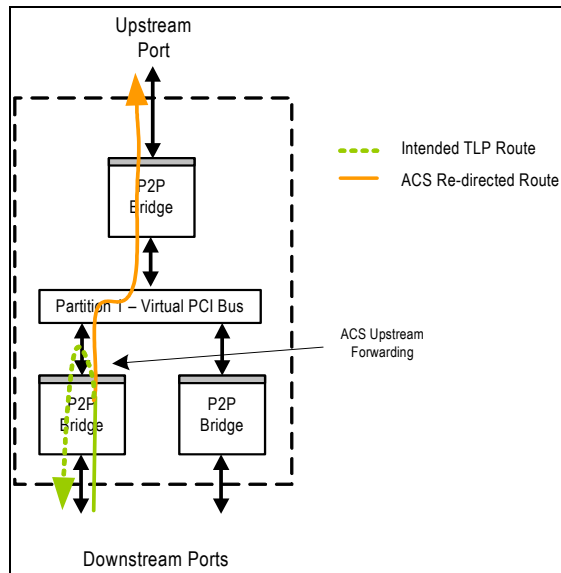 Upstream
Port
Intended TLP Route
ACS Re-directed Route
P2P
Bridge
Partition 1 – Virtual PCI Bus
ACS Upstream
Forwarding
P2P
Bridge
P2P
Bridge
Downstream Ports